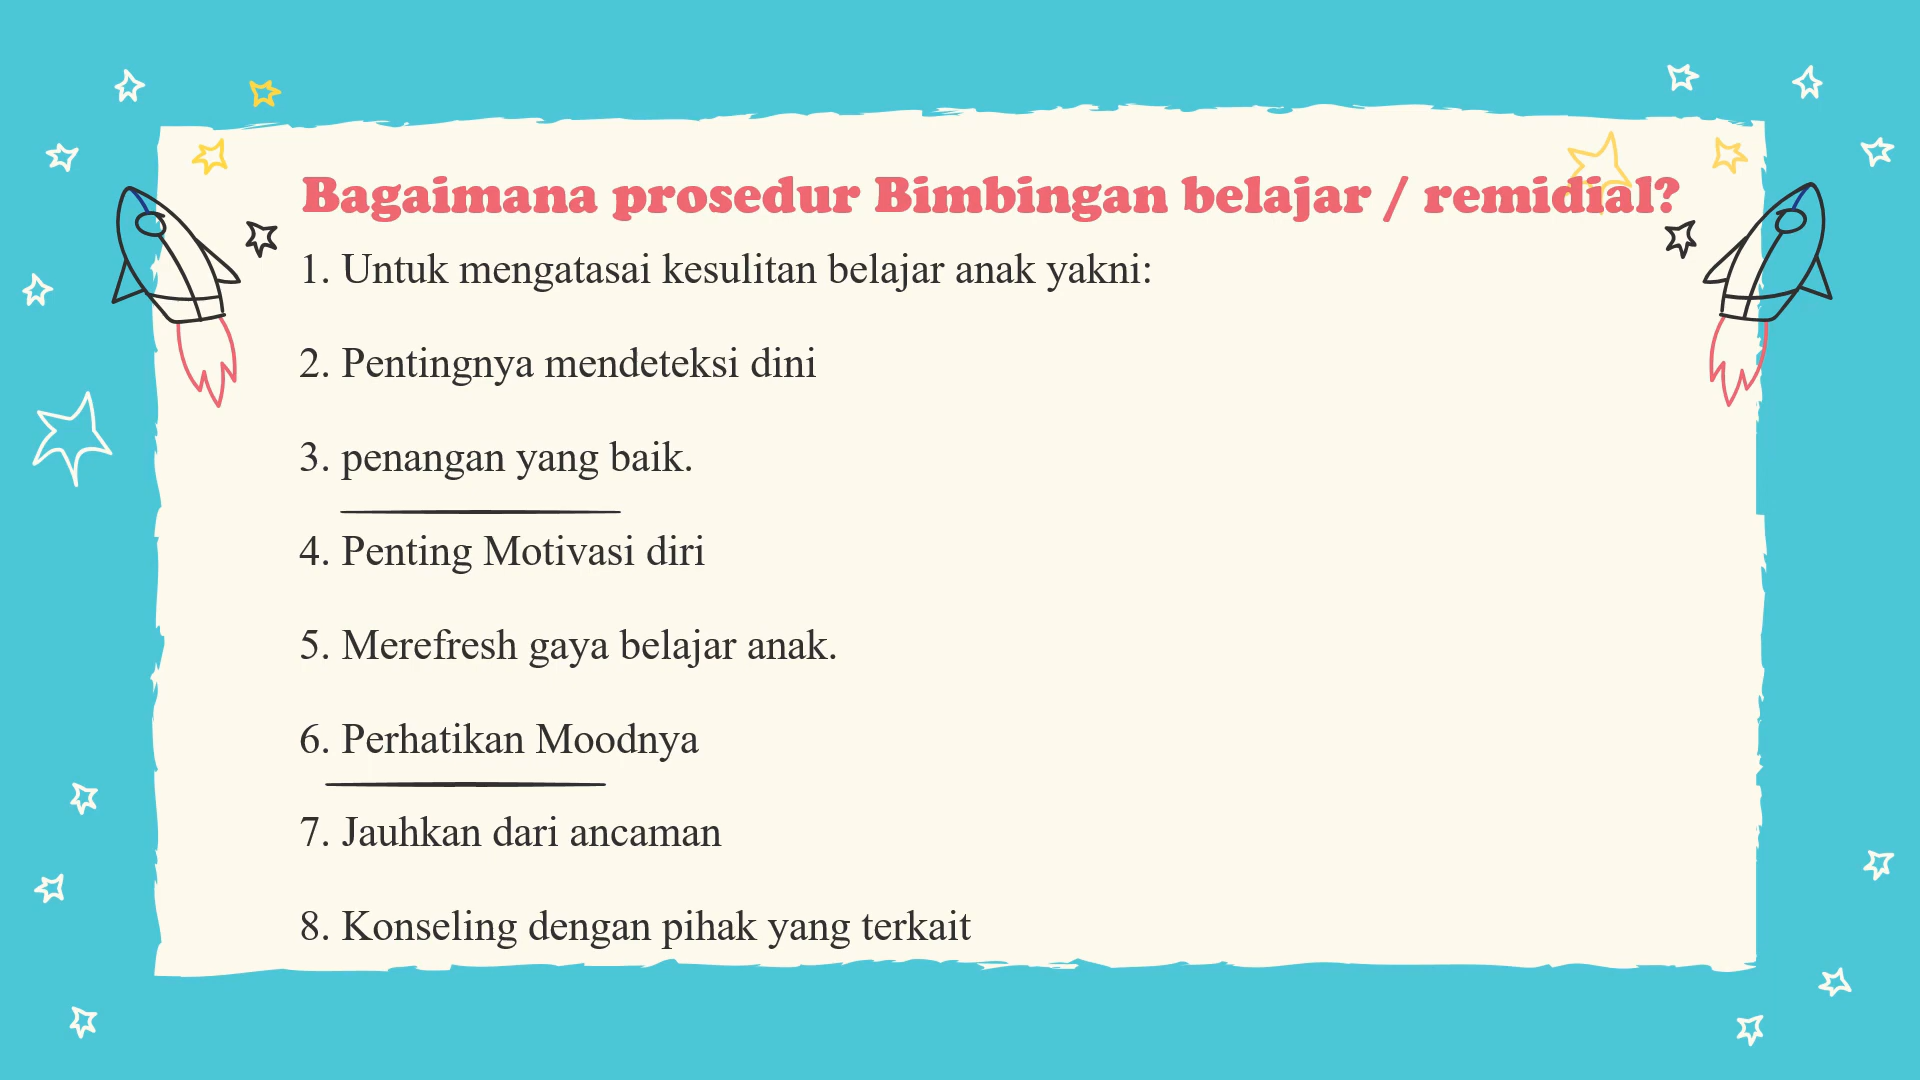 Bagaimana prosedur Bimbingan belajar / remidial?
1. Untuk mengatasai kesulitan belajar anak yakni:
2. Pentingnya mendeteksi dini
3. penangan yang baik.
4. Penting Motivasi diri
5. Merefresh gaya belajar anak.
6. Perhatikan Moodnya
7. Jauhkan dari ancaman
8. Konseling dengan pihak yang terkait